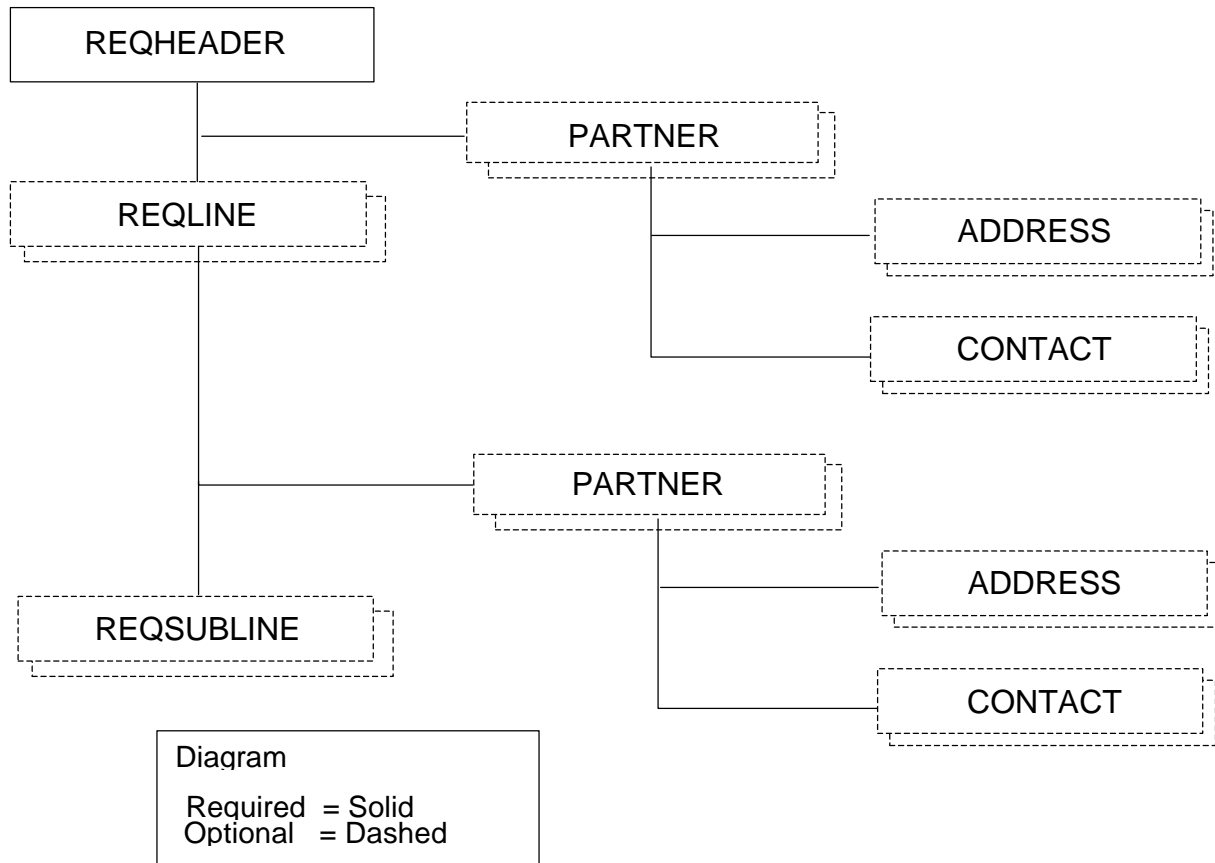 REQHEADER
PARTNER
REQLINE
ADDRESS
CONTACT
PARTNER
ADDRESS
REQSUBLINE
CONTACT
Diagram
Required = Solid
Optional = Dashed